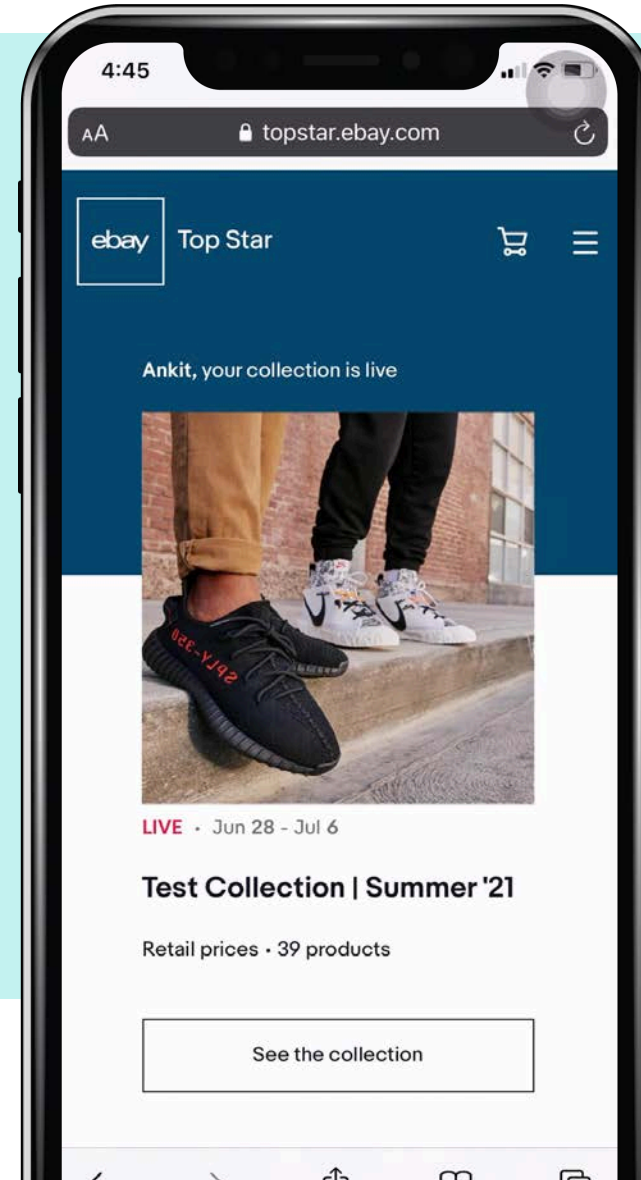 4:45
AA topstar.ebay.com
ebay Top Star
Ankit, your collection is live
SPLY-350
LIVE · Jun 28 - Jul 6
Test Collection | Summer '21
Retail prices · 39 products
See the collection